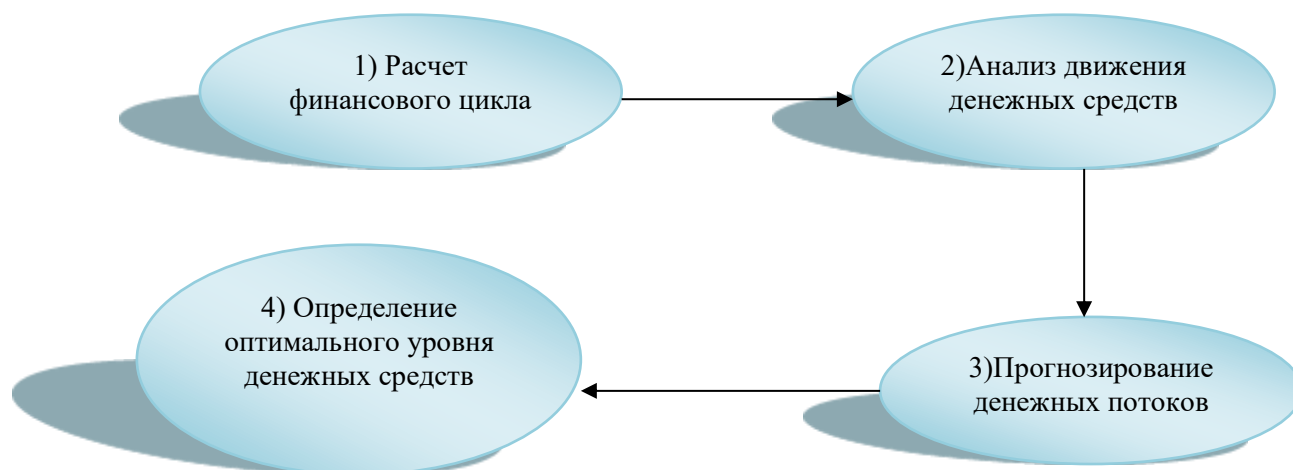 1) Расчет
финансового цикла
2)Анализ движения
денежных средств
3)Прогнозирование
денежных потоков
4) Определение
оптимального уровня
денежных средств